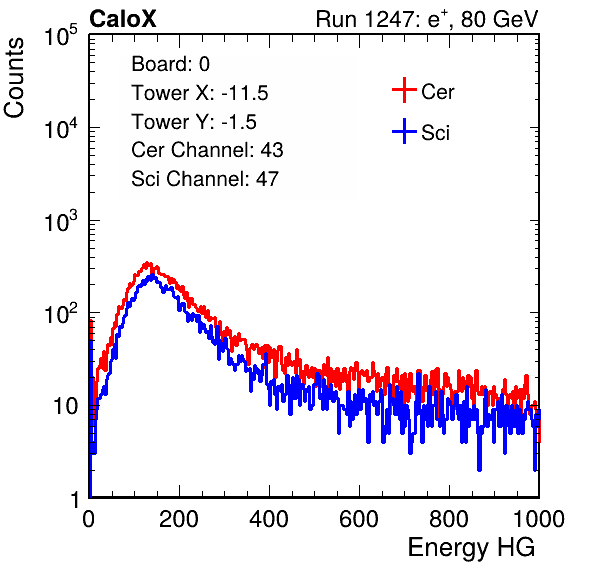 CaloX Run 1247: e⁺, 80 GeV
Counts
10⁵
10⁴
10³
10²
10
1
Board: 0
Tower X: -11.5
Tower Y: -1.5
Cer Channel: 43
Sci Channel: 47
Cer
Sci
0 200 400 600 800 1000
Energy HG